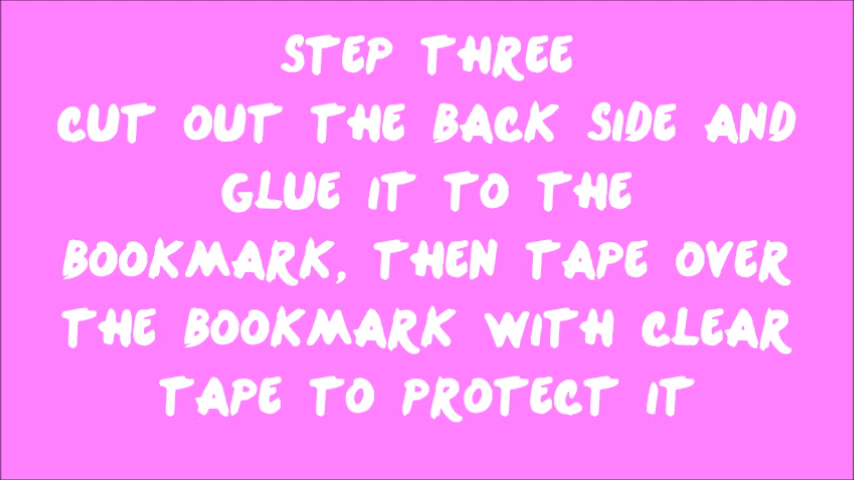 STEP THREE
CUT OUT THE BACK SIDE AND
GLUE IT TO THE
BOOKMARK, THEN TAPE OVER
THE BOOKMARK WITH CLEAR
TAPE TO PROTECT IT